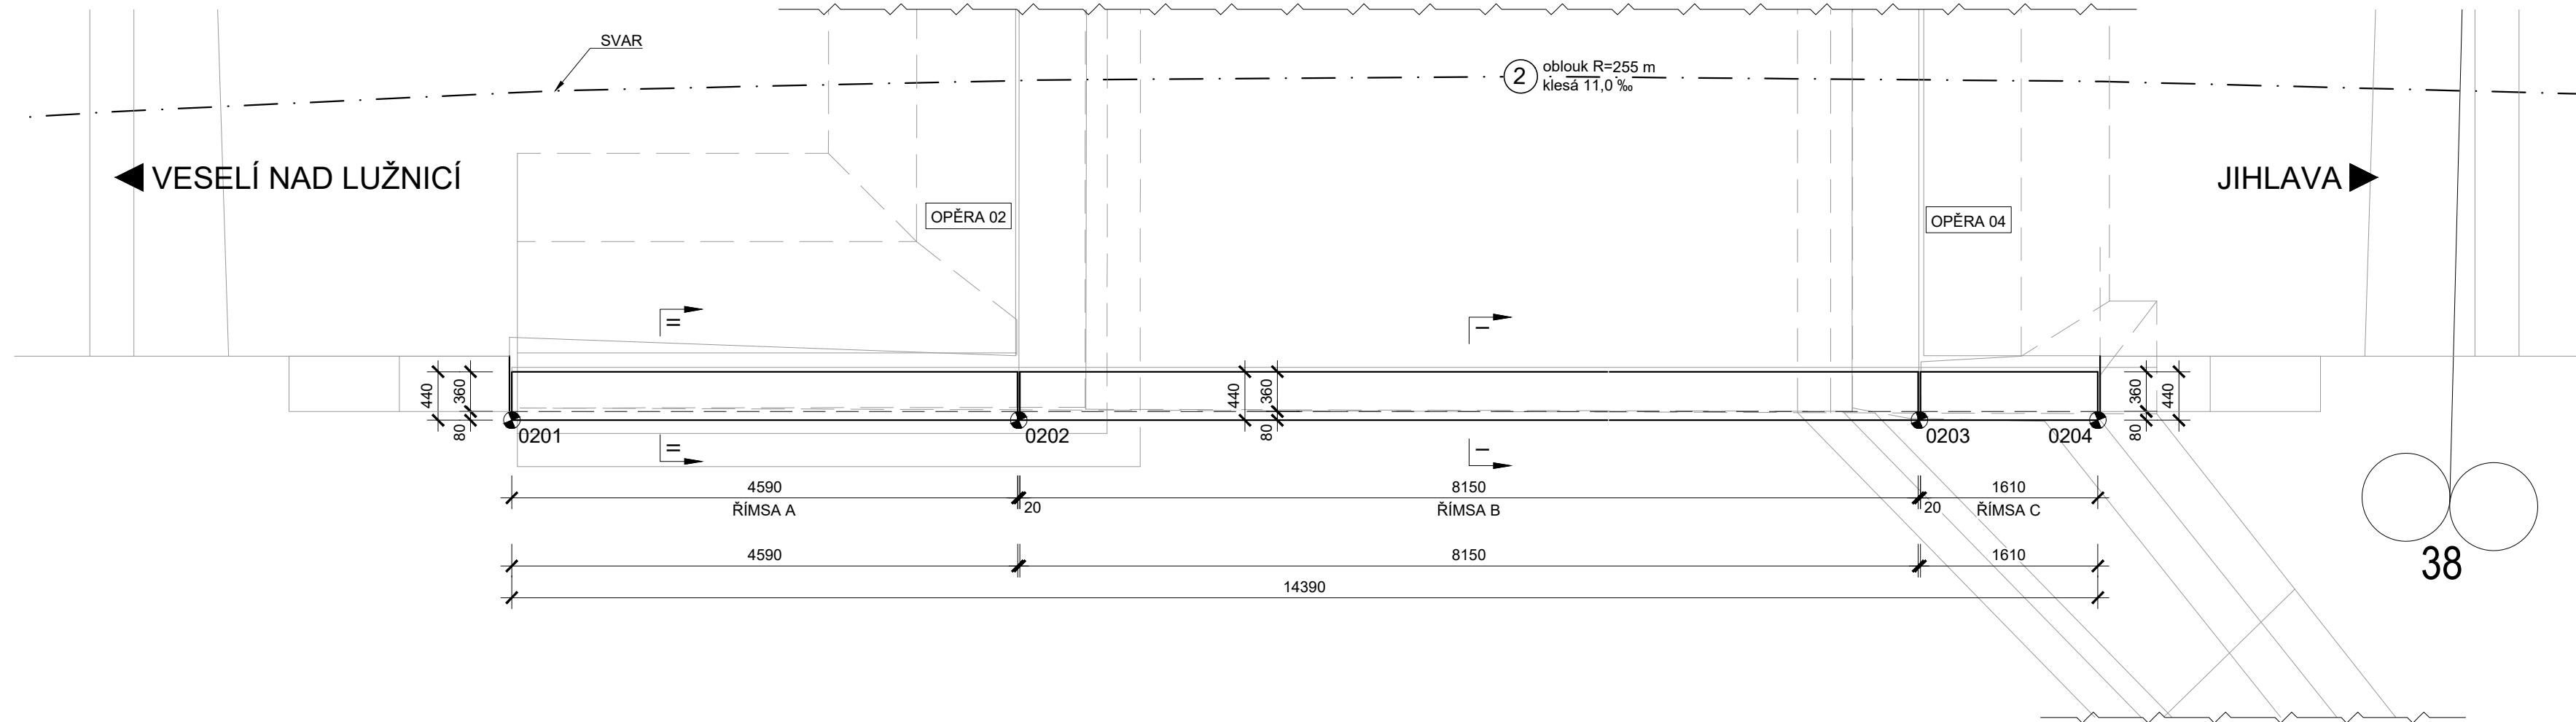 SVAR
2
oblouk R=255 m
klesá 11,0 ‰
VESELÍ NAD LUŽNICÍ
JIHLAVA
OPĚRA 02
OPĚRA 04
II
I
440
360
80
440
360
80
360
440
80
0201
0202
0203
0204
II
I
4590
8150
1610
ŘÍMSA A
20
ŘÍMSA B
20
ŘÍMSA C
4590
8150
1610
14390
38